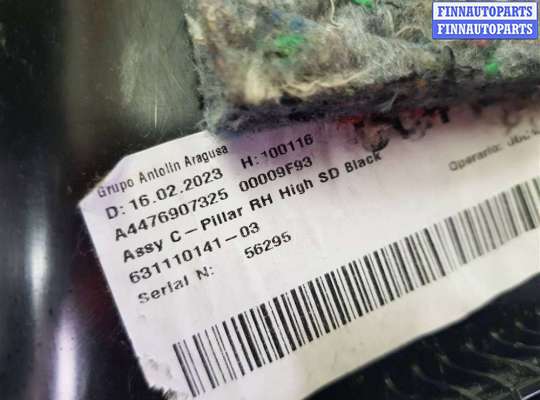 FINNAUTOPARTS
FINNAUTOPARTS
Grupo Antolin Aragusa
D: 16.02.2023 H: 100116
A4476907325 00009F93
Assy C-Pillar RH High SD Black
631110141-03
Serial N: 56295
Operario: